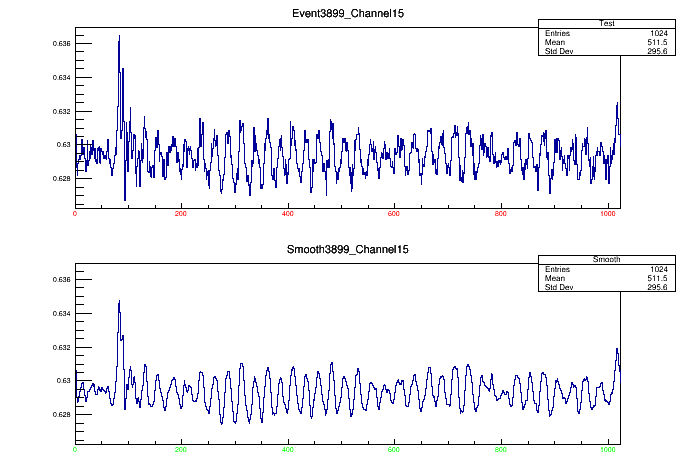 Event3899_Channel15
Test
Entries 1024
Mean 511.5
Std Dev 295.6
0.636
0.634
0.632
0.63
0.628
0 200 400 600 800 1000
Smooth3899_Channel15
Smooth
Entries 1024
Mean 511.5
Std Dev 295.6
0.636
0.634
0.632
0.63
0.628
0 200 400 600 800 1000